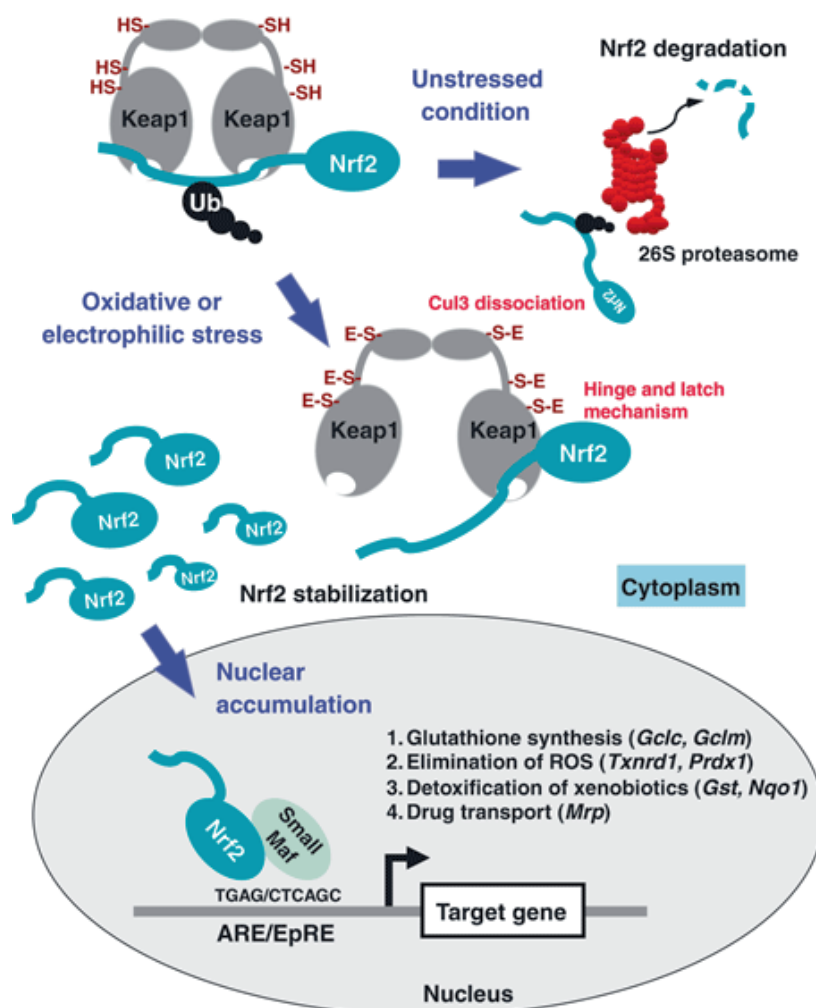 HS-
-SH
HS-
HS-
-SH
-SH
Keap1
Keap1
Nrf2
Ub
Unstressed
condition
Nrf2 degradation
26S proteasome
Nrf2
Oxidative or
electrophilic stress
Cul3 dissociation
E-S-
-S-E
E-S-
E-S-
-S-E
-S-E
Hinge and latch
mechanism
Keap1
Keap1
Nrf2
Nrf2
Nrf2
Nrf2
Nrf2
Nrf2
Nrf2 stabilization
Cytoplasm
Nuclear
accumulation
1. Glutathione synthesis (Gclc, Gclm)
2. Elimination of ROS (Txnrd1, Prdx1)
3. Detoxification of xenobiotics (Gst, Nqo1)
4. Drug transport (Mrp)
Nrf2
Small
Maf
TGAG/CTCAGC
ARE/EpRE
Target gene
Nucleus